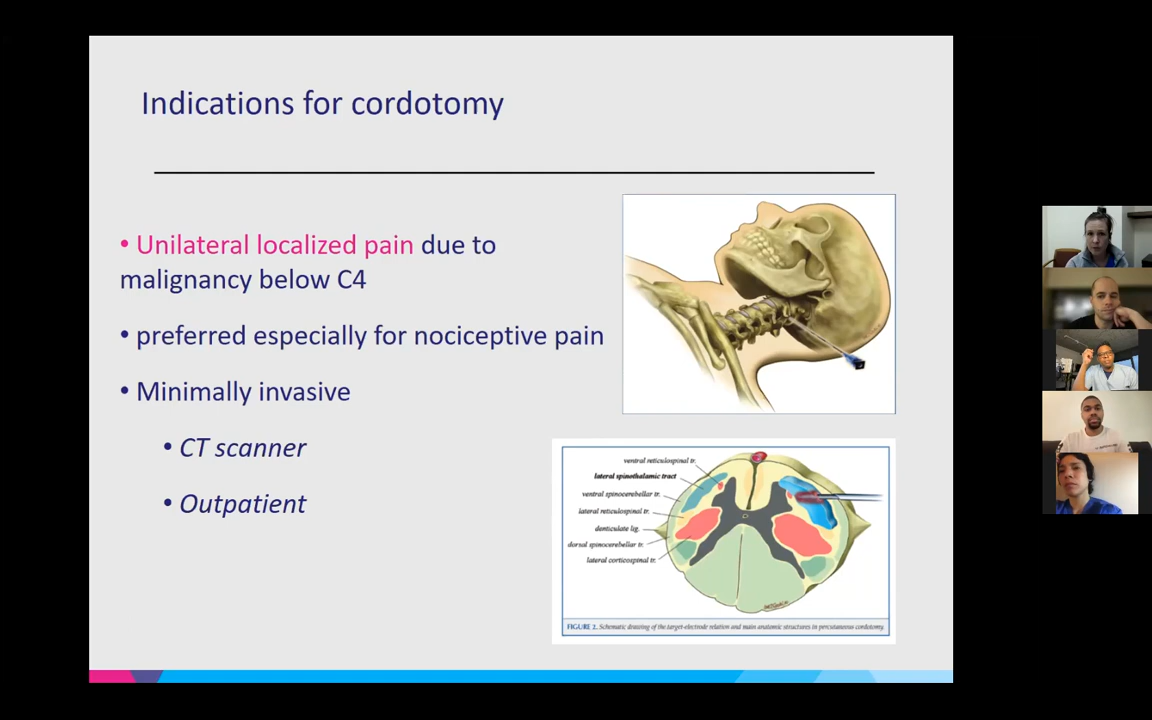 Indications for cordotomy
• Unilateral localized pain due to
malignancy below C4
• preferred especially for nociceptive pain
• Minimally invasive
• CT scanner
• Outpatient
ventral reticulospinal tr.
lateral spinothalamic tract
ventral spinocerebellar tr.
lateral reticulospinal tr.
denticulate lig.
dorsal spinocerebellar tr.
lateral corticospinal tr.
FIGURE 2. Schematic drawing of the target-electrode relation and main anatomic structures in percutaneous cordotomy.